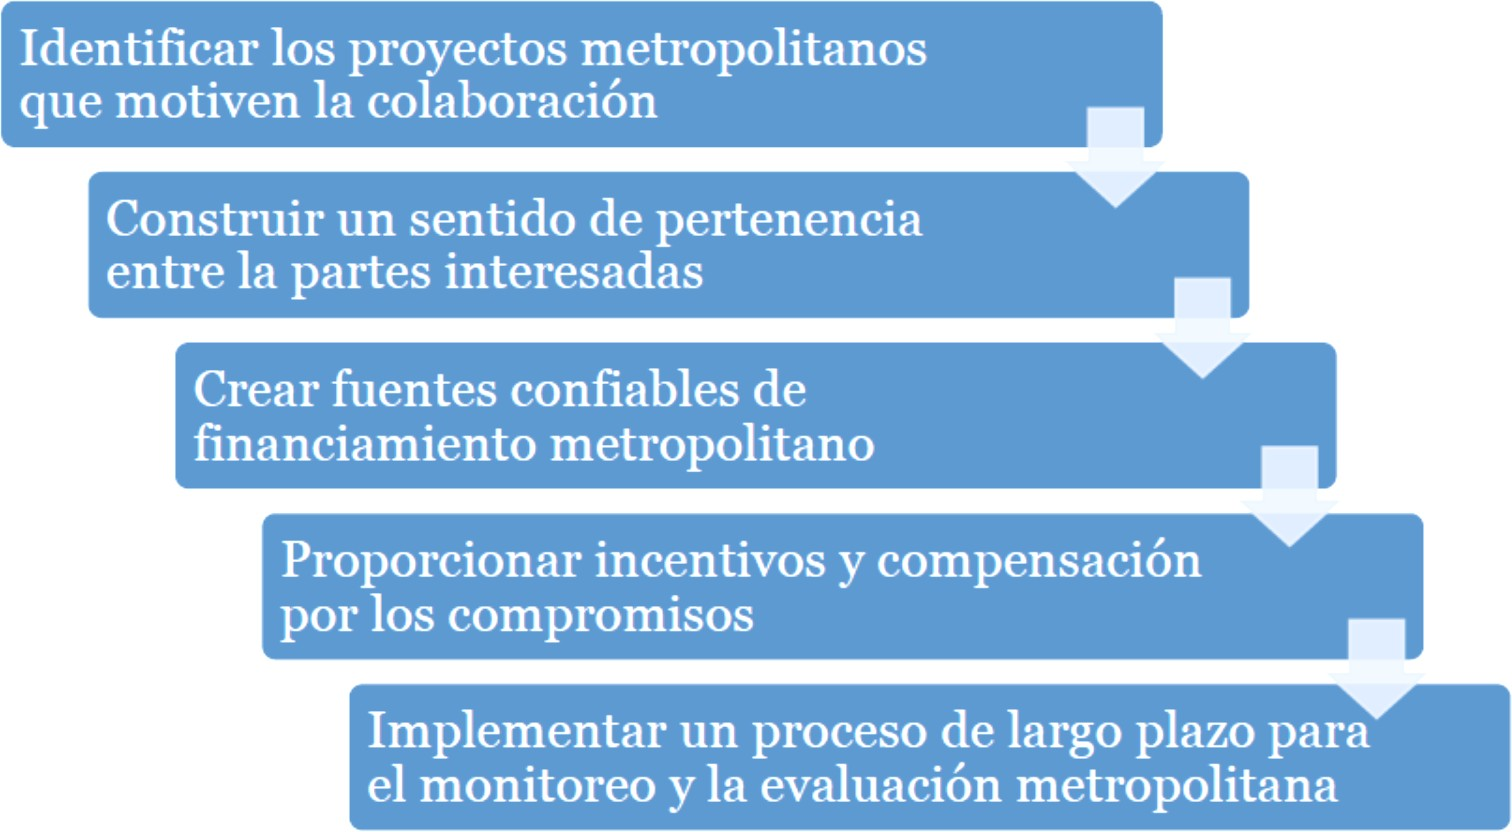 Identificar los proyectos metropolitanos
que motiven la colaboración
Construir un sentido de pertenencia
entre la partes interesadas
Crear fuentes confiables de
financiamiento metropolitano
Proporcionar incentivos y compensación
por los compromisos
Implementar un proceso de largo plazo para
el monitoreo y la evaluación metropolitana